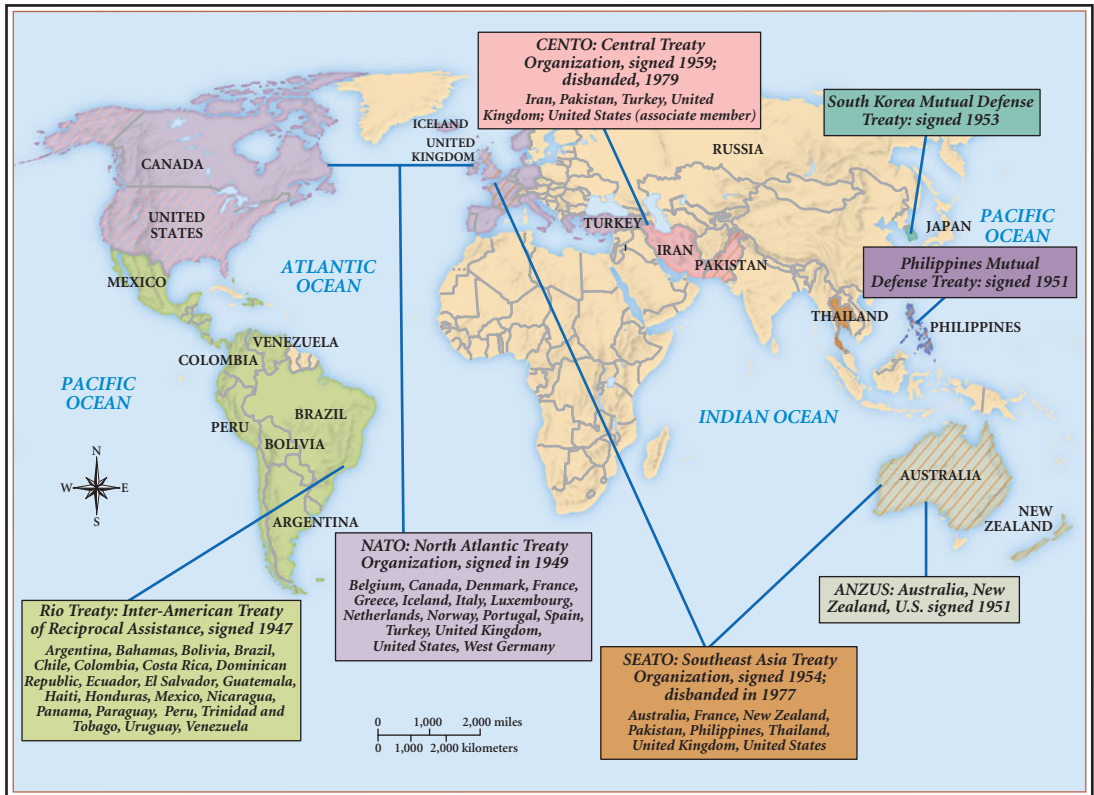 CENTO: Central Treaty
Organization, signed 1959;
disbanded, 1979
Iran, Pakistan, Turkey, United
Kingdom; United States (associate member)
South Korea Mutual Defense
Treaty: signed 1953
ICELAND
UNITED
KINGDOM
RUSSIA
CANADA
UNITED
STATES
TURKEY
JAPAN
PACIFIC
OCEAN
IRAN
PAKISTAN
Philippines Mutual
Defense Treaty: signed 1951
ATLANTIC
OCEAN
MEXICO
THAILAND
PHILIPPINES
VENEZUELA
COLOMBIA
PACIFIC
OCEAN
BRAZIL
INDIAN OCEAN
PERU
BOLIVIA
N
W
E
S
AUSTRALIA
NEW
ZEALAND
ARGENTINA
NATO: North Atlantic Treaty
Organization, signed in 1949
Belgium, Canada, Denmark, France,
Greece, Iceland, Italy, Luxembourg,
Netherlands, Norway, Portugal, Spain,
Turkey, United Kingdom,
United States, West Germany
ANZUS: Australia, New
Zealand, U.S. signed 1951
Rio Treaty: Inter-American Treaty
of Reciprocal Assistance, signed 1947
Argentina, Bahamas, Bolivia, Brazil,
Chile, Colombia, Costa Rica, Dominican
Republic, Ecuador, El Salvador, Guatemala,
Haiti, Honduras, Mexico, Nicaragua,
Panama, Paraguay, Peru, Trinidad and
Tobago, Uruguay, Venezuela
SEATO: Southeast Asia Treaty
Organization, signed 1954;
disbanded in 1977
Australia, France, New Zealand,
Pakistan, Philippines, Thailand,
United Kingdom, United States
0 1,000 2,000 miles
0 1,000 2,000 kilometers